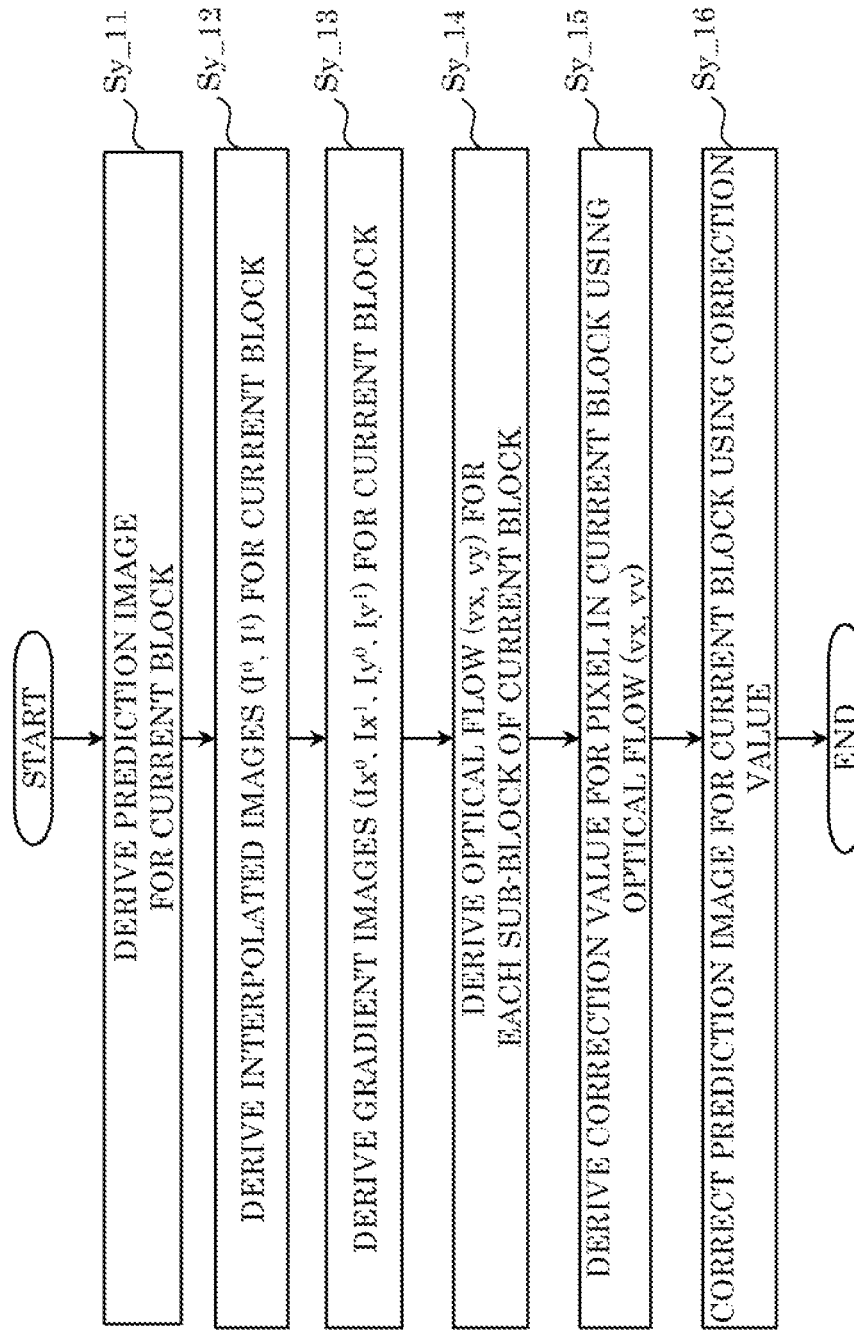 START
DERIVE PREDICTION IMAGE
FOR CURRENT BLOCK
Sy_11
DERIVE INTERPOLATED IMAGES (I⁰, I¹) FOR CURRENT BLOCK
Sy_12
DERIVE GRADIENT IMAGES (Ix⁰, Ix¹, Iy⁰, Iy¹) FOR CURRENT BLOCK
Sy_13
DERIVE OPTICAL FLOW (vx, vy) FOR
EACH SUB-BLOCK OF CURRENT BLOCK
Sy_14
DERIVE CORRECTION VALUE FOR PIXEL IN CURRENT BLOCK USING
OPTICAL FLOW (vx, vy)
Sy_15
CORRECT PREDICTION IMAGE FOR CURRENT BLOCK USING CORRECTION
VALUE
Sy_16
END